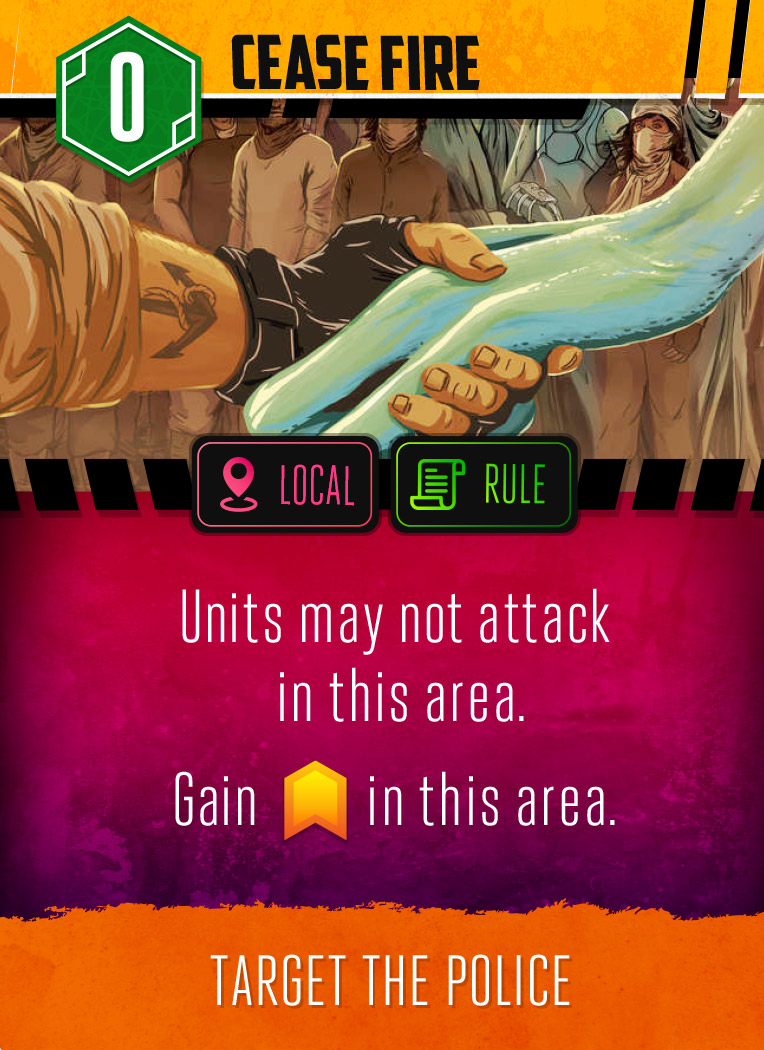 0
CEASE FIRE
LOCAL
RULE
Units may not attack
in this area.
Gain in this area.
TARGET THE POLICE